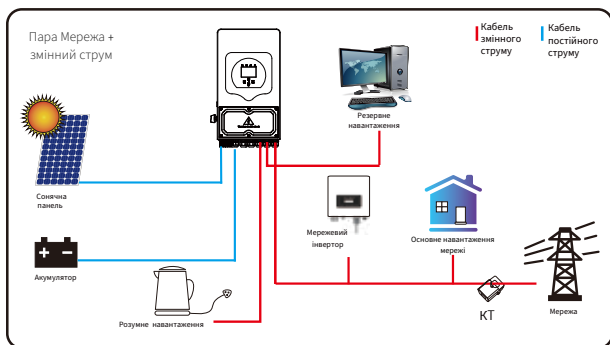 Пара Мережа +
змінний струм
Кабель
змінного
струму
Кабель
постійного
струму
Резервне
навантаження
Сонячна
панель
Мережевий
інвертор
Основне навантаження
мережі
Акумулятор
Розумне навантаження
КТ
Мережа